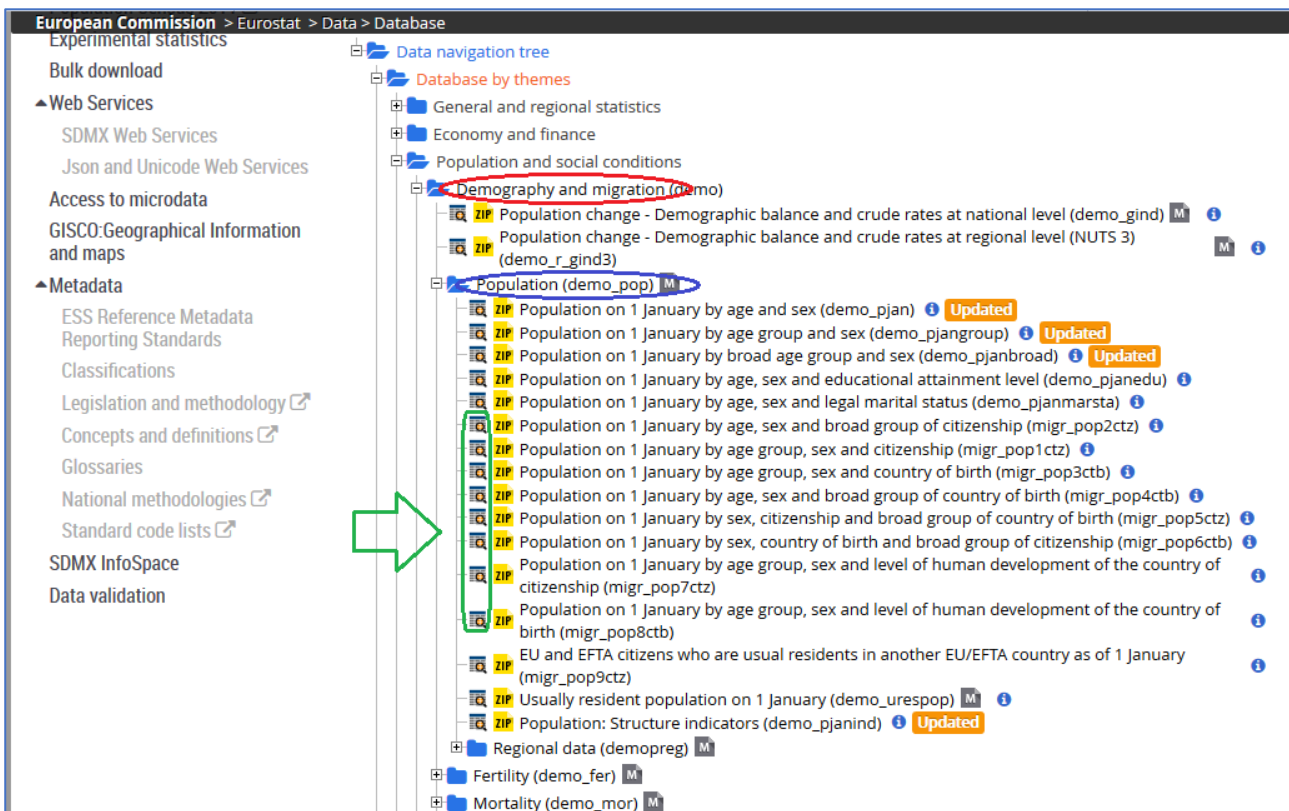 European Commission > Eurostat > Data > Database
Experimental statistics
Bulk download
Web Services
SDMX Web Services
Json and Unicode Web Services
Access to microdata
GISCO:Geographical Information
and maps
Metadata
ESS Reference Metadata
Reporting Standards
Classifications
Legislation and methodology
Concepts and definitions
Glossaries
National methodologies
Standard code lists
SDMX InfoSpace
Data validation
Data navigation tree
Database by themes
General and regional statistics
Economy and finance
Population and social conditions
Demography and migration (demo)
ZIP Population change - Demographic balance and crude rates at national level (demo_gind) M i
ZIP Population change - Demographic balance and crude rates at regional level (NUTS 3) M i
(demo_r_gind3)
Population (demo_pop) M
ZIP Population on 1 January by age and sex (demo_pjan) i Updated
ZIP Population on 1 January by age group and sex (demo_pjangroup) i Updated
ZIP Population on 1 January by broad age group and sex (demo_pjanbroad) i Updated
ZIP Population on 1 January by age, sex and educational attainment level (demo_pjanedu) i
ZIP Population on 1 January by age, sex and legal marital status (demo_pjanmarsta) i
ZIP Population on 1 January by age, sex and broad group of citizenship (migr_pop2ctz) i
ZIP Population on 1 January by age group, sex and citizenship (migr_pop1ctz) i
ZIP Population on 1 January by age group, sex and country of birth (migr_pop3ctb) i
ZIP Population on 1 January by age, sex and broad group of country of birth (migr_pop4ctb) i
ZIP Population on 1 January by sex, citizenship and broad group of country of birth (migr_pop5ctz) i
ZIP Population on 1 January by sex, country of birth and broad group of citizenship (migr_pop6ctb) i
ZIP Population on 1 January by age group, sex and level of human development of the country of i
citizenship (migr_pop7ctz)
ZIP Population on 1 January by age group, sex and level of human development of the country of i
birth (migr_pop8ctb)
ZIP EU and EFTA citizens who are usual residents in another EU/EFTA country as of 1 January i
(migr_pop9ctz)
ZIP Usually resident population on 1 January (demo_urespop) M i
ZIP Population: Structure indicators (demo_pjanind) i Updated
Regional data (demopreg) M
Fertility (demo_fer) M
Mortality (demo_mor) M